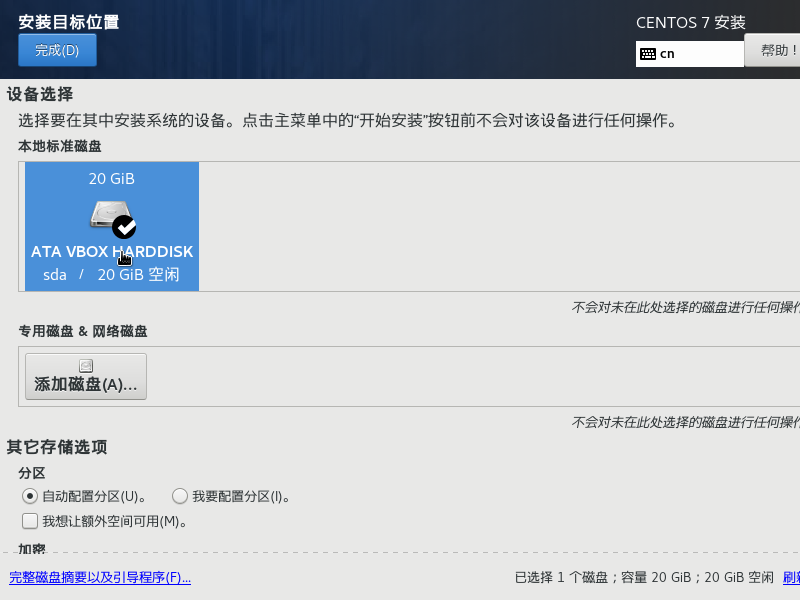 安装目标位置
CENTOS 7 安装
完成(D)
cn
帮助！
设备选择
选择要在其中安装系统的设备。点击主菜单中的“开始安装”按钮前不会对该设备进行任何操作。
本地标准磁盘
20 GiB
ATA VBOX HARDDISK
sda / 20 GiB 空闲
不会对未在此处选择的磁盘进行任何操作
专用磁盘 & 网络磁盘
添加磁盘(A)...
不会对未在此处选择的磁盘进行任何操作
其它存储选项
分区
自动配置分区(U)。 我要配置分区(I)。
我想让额外空间可用(M)。
加密
完整磁盘摘要以及引导程序(F)...
已选择 1 个磁盘；容量 20 GiB；20 GiB 空闲 刷新